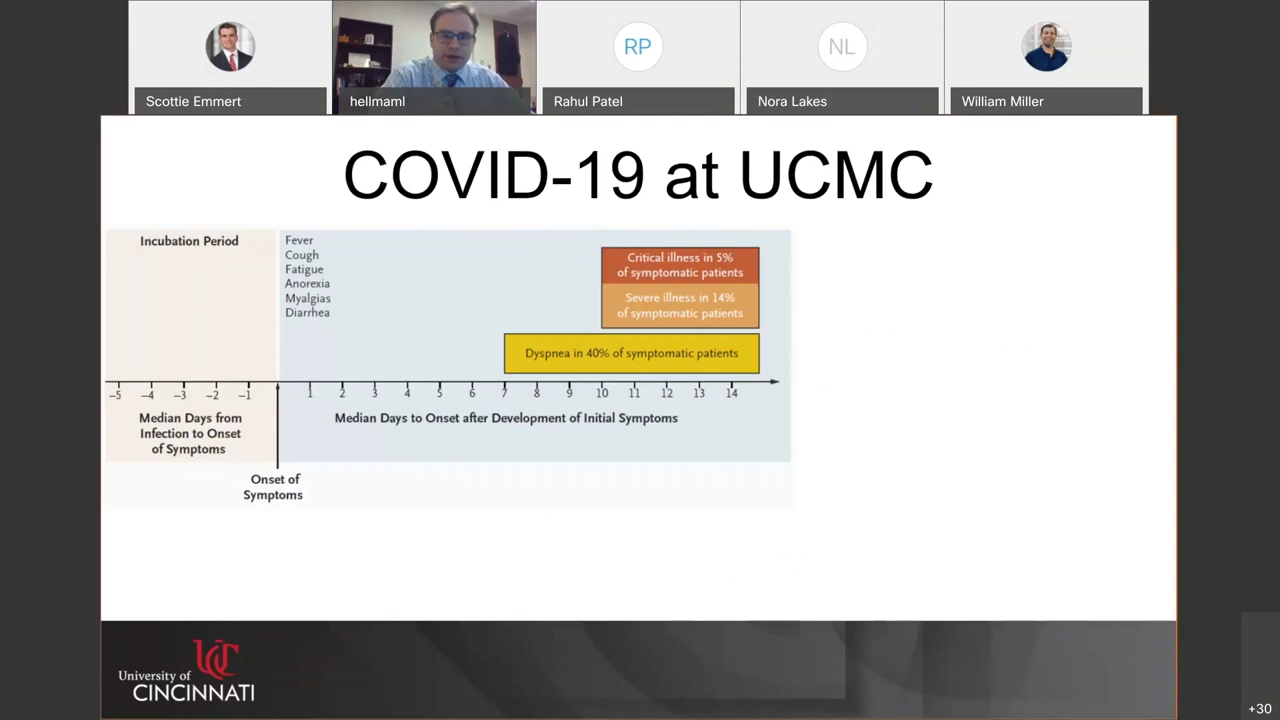 RP
NL
Scottie Emmert
hellmaml
Rahul Patel
Nora Lakes
William Miller
COVID-19 at UCMC
Incubation Period
Fever
Cough
Fatigue
Anorexia
Myalgias
Diarrhea
Critical illness in 5%
of symptomatic patients
Severe illness in 14%
of symptomatic patients
Dyspnea in 40% of symptomatic patients
−5 −4 −3 −2 −1 1 2 3 4 5 6 7 8 9 10 11 12 13 14
Median Days from
Infection to Onset
of Symptoms
Median Days to Onset after Development of Initial Symptoms
Onset of
Symptoms
UC
University of
CINCINNATI
+30